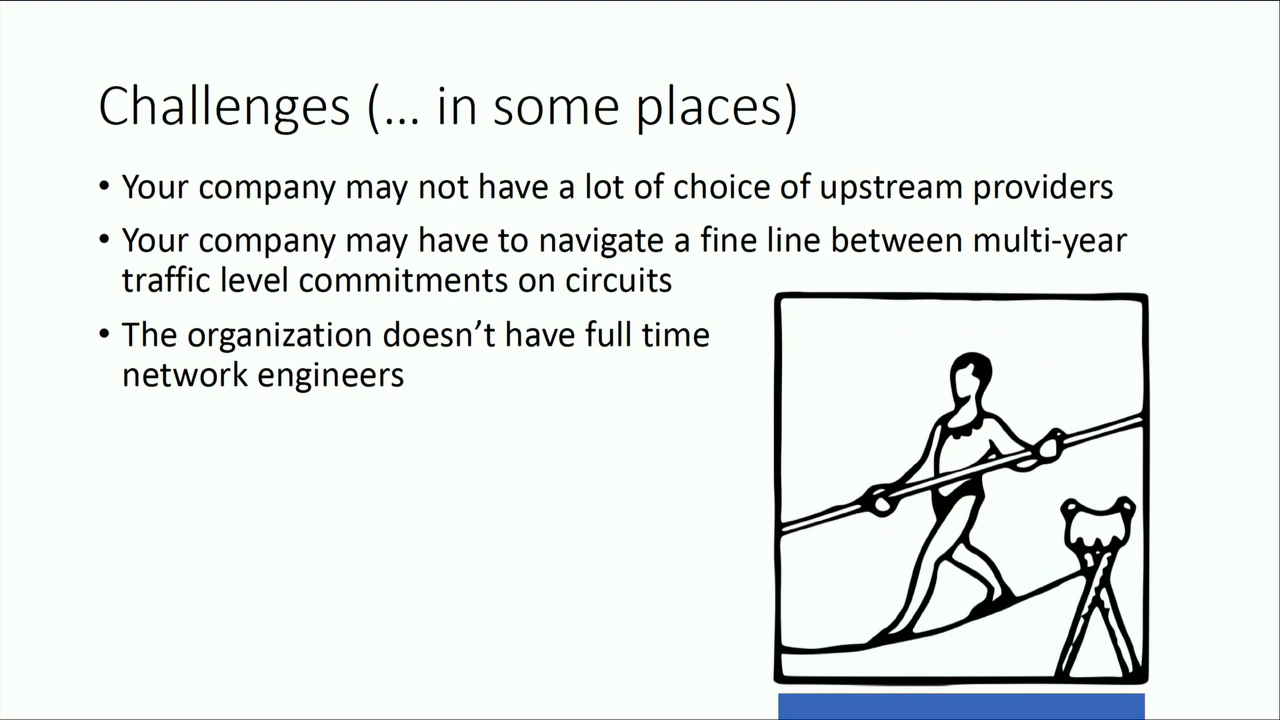 Challenges (... in some places)
• Your company may not have a lot of choice of upstream providers
• Your company may have to navigate a fine line between multi-year
traffic level commitments on circuits
• The organization doesn’t have full time
network engineers